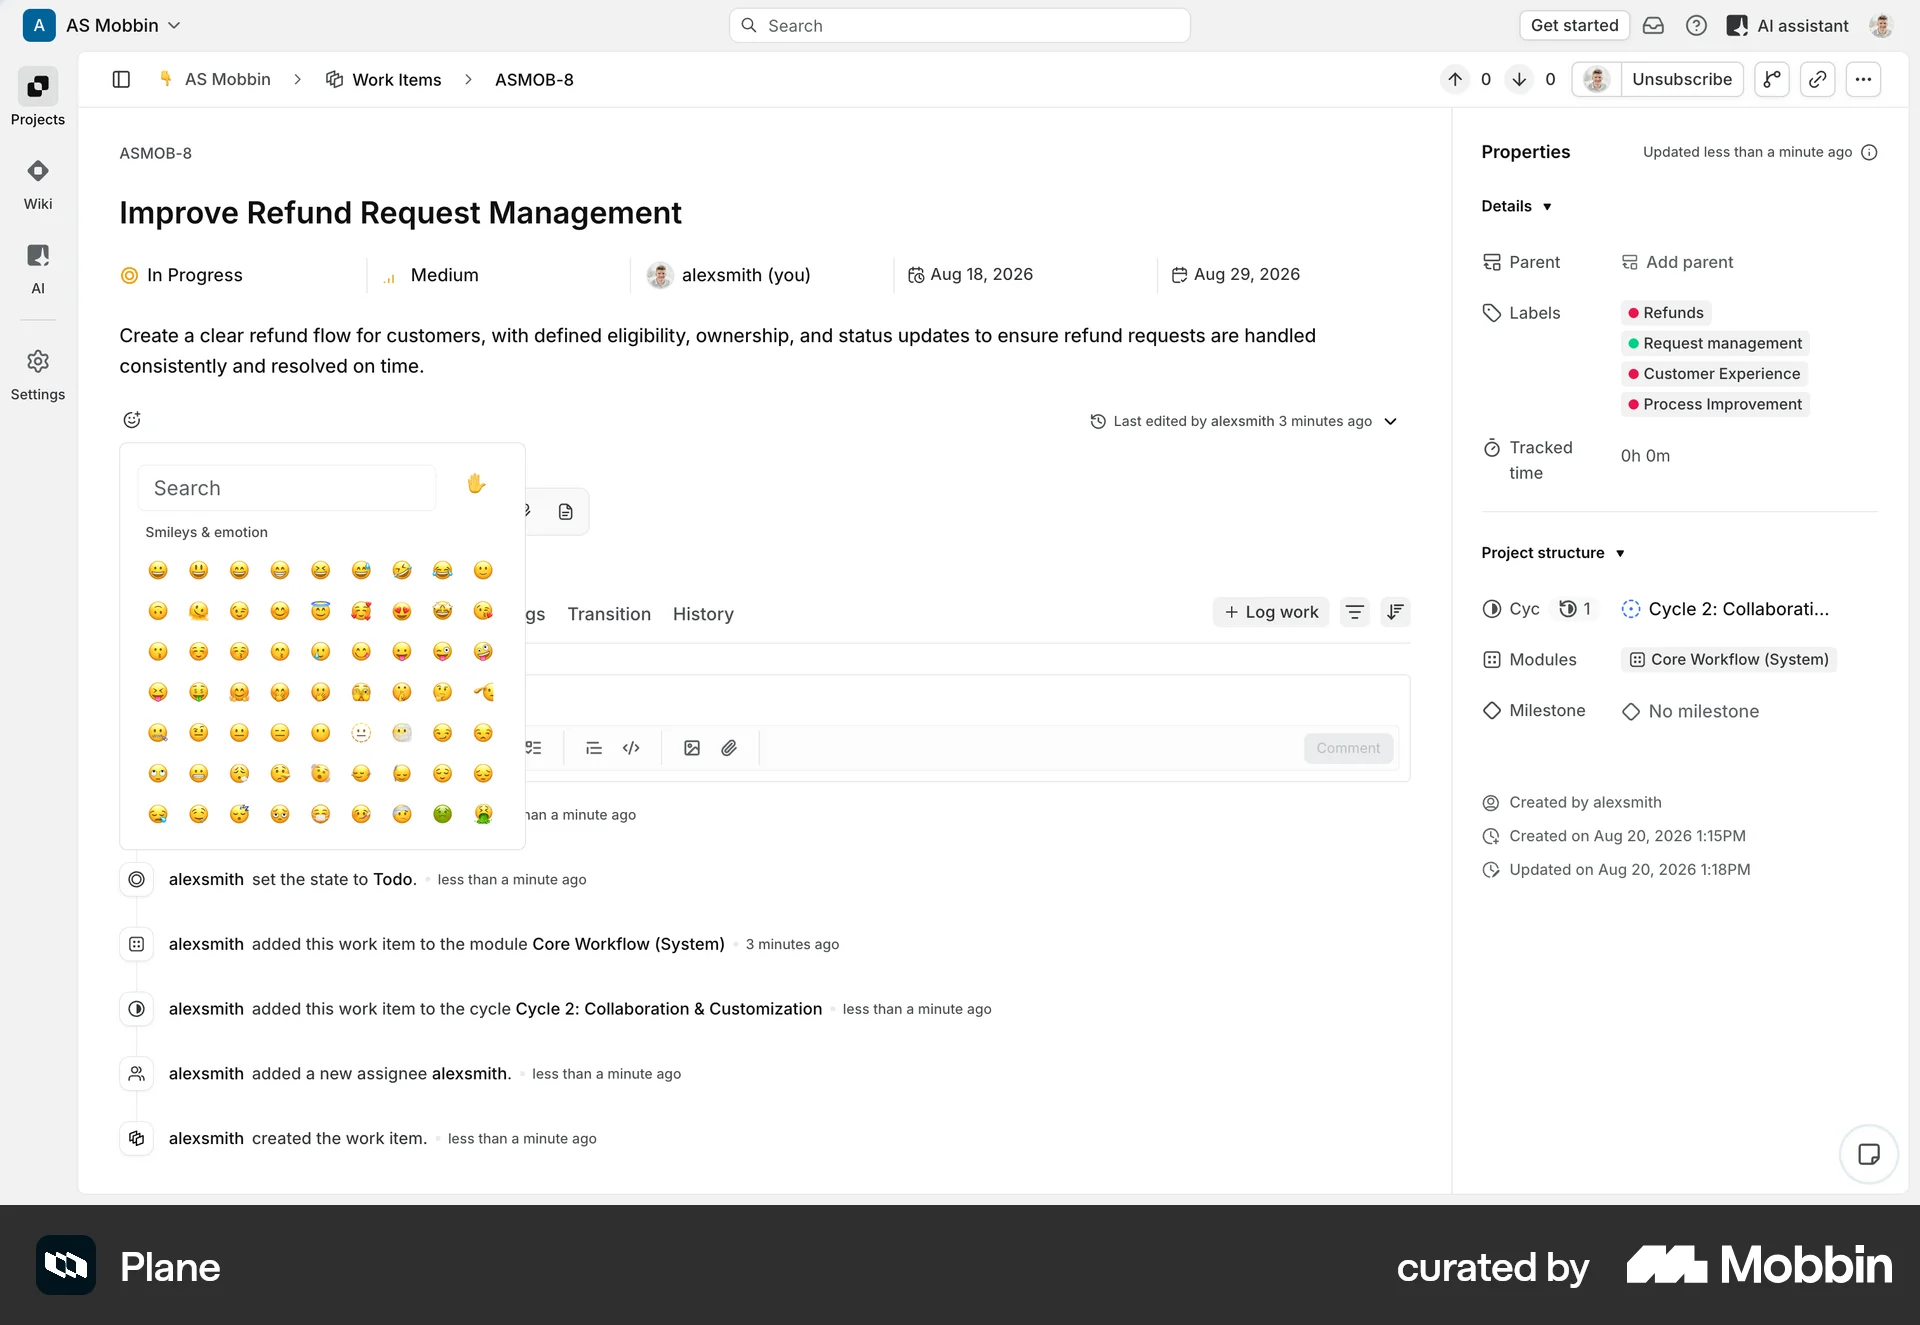 A AS Mobbin
Search
Get started
AI assistant
Projects
Wiki
AI
Settings
AS Mobbin
Work Items
ASMOB-8
0
0
Unsubscribe
ASMOB-8
Improve Refund Request Management
In Progress
Medium
alexsmith (you)
Aug 18, 2026
Aug 29, 2026
Create a clear refund flow for customers, with defined eligibility, ownership, and status updates to ensure refund requests are handled
consistently and resolved on time.
Last edited by alexsmith 3 minutes ago
Search
Smileys & emotion
gs
Transition
History
+ Log work
Comment
han a minute ago
alexsmith set the state to Todo. less than a minute ago
alexsmith added this work item to the module Core Workflow (System) 3 minutes ago
alexsmith added this work item to the cycle Cycle 2: Collaboration & Customization less than a minute ago
alexsmith added a new assignee alexsmith. less than a minute ago
alexsmith created the work item. less than a minute ago
Properties
Updated less than a minute ago
Details
Parent
Add parent
Labels
Refunds
Request management
Customer Experience
Process Improvement
Tracked
time
0h 0m
Project structure
Cyc
1
Cycle 2: Collaborati...
Modules
Core Workflow (System)
Milestone
No milestone
Created by alexsmith
Created on Aug 20, 2026 1:15PM
Updated on Aug 20, 2026 1:18PM
Plane
curated by
Mobbin